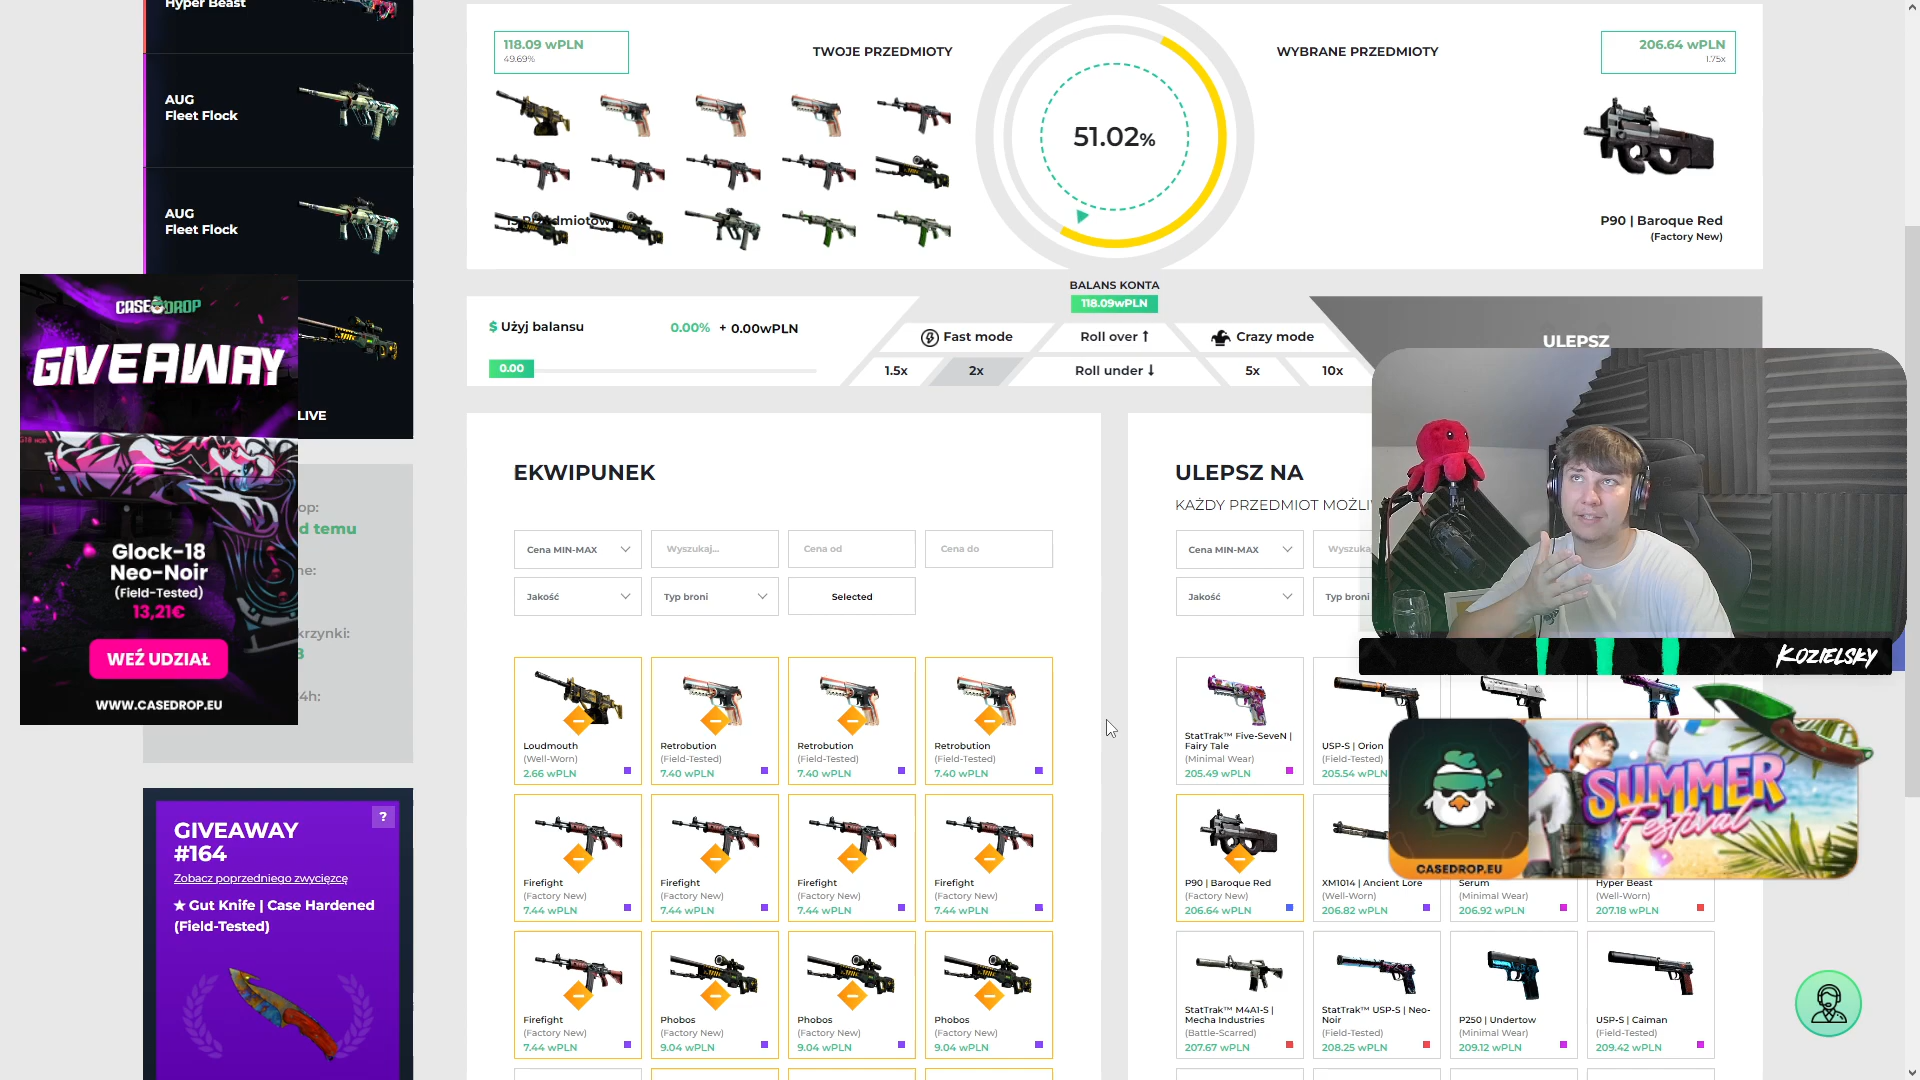 Hyper Beast
AUG
Fleet Flock
AUG
Fleet Flock
LIVE
CASE DROP
GIVEAWAY
Glock-18
Neo-Noir
(Field-Tested)
13,21€
WEŹ UDZIAŁ
WWW.CASEDROP.EU
op:
d temu
ne:
krzynki:
4h:
GIVEAWAY
#164
?
Zobacz poprzedniego zwycięzcę
★ Gut Knife | Case Hardened
(Field-Tested)
118.09 wPLN
49.69%
TWOJE PRZEDMIOTY
15 Przedmiotów
51.02%
WYBRANE PRZEDMIOTY
206.64 wPLN
1.75x
P90 | Baroque Red
(Factory New)
BALANS KONTA
118.09wPLN
$ Użyj balansu
0.00% + 0.00wPLN
0.00
Fast mode
Roll over ↑
Crazy mode
1.5x
2x
Roll under ↓
5x
10x
ULEPSZ
EKWIPUNEK
Cena MIN-MAX
Wyszukaj...
Cena od
Cena do
Jakość
Typ broni
Selected
Loudmouth
(Well-Worn)
2.66 wPLN
Retrobution
(Field-Tested)
7.40 wPLN
Retrobution
(Field-Tested)
7.40 wPLN
Retrobution
(Field-Tested)
7.40 wPLN
Firefight
(Factory New)
7.44 wPLN
Firefight
(Factory New)
7.44 wPLN
Firefight
(Factory New)
7.44 wPLN
Firefight
(Factory New)
7.44 wPLN
Firefight
(Factory New)
7.44 wPLN
Phobos
(Factory New)
9.04 wPLN
Phobos
(Factory New)
9.04 wPLN
Phobos
(Factory New)
9.04 wPLN
ULEPSZ NA
KAŻDY PRZEDMIOT MOŻLI
Cena MIN-MAX
Wyszuka
Jakość
Typ broni
StatTrak™ Five-SeveN |
Fairy Tale
(Minimal Wear)
205.49 wPLN
USP-S | Orion
(Field-Tested)
205.54 wPLN
P90 | Baroque Red
(Factory New)
206.64 wPLN
XM1014 | Ancient Lore
(Well-Worn)
206.82 wPLN
Serum
(Minimal Wear)
206.92 wPLN
Hyper Beast
(Well-Worn)
207.18 wPLN
StatTrak™ M4A1-S |
Mecha Industries
(Battle-Scarred)
207.67 wPLN
StatTrak™ USP-S | Neo-
Noir
(Field-Tested)
208.25 wPLN
P250 | Undertow
(Minimal Wear)
209.12 wPLN
USP-S | Caiman
(Field-Tested)
209.42 wPLN
KOZIELSKY
CASEDROP.EU
SUMMER
Festival